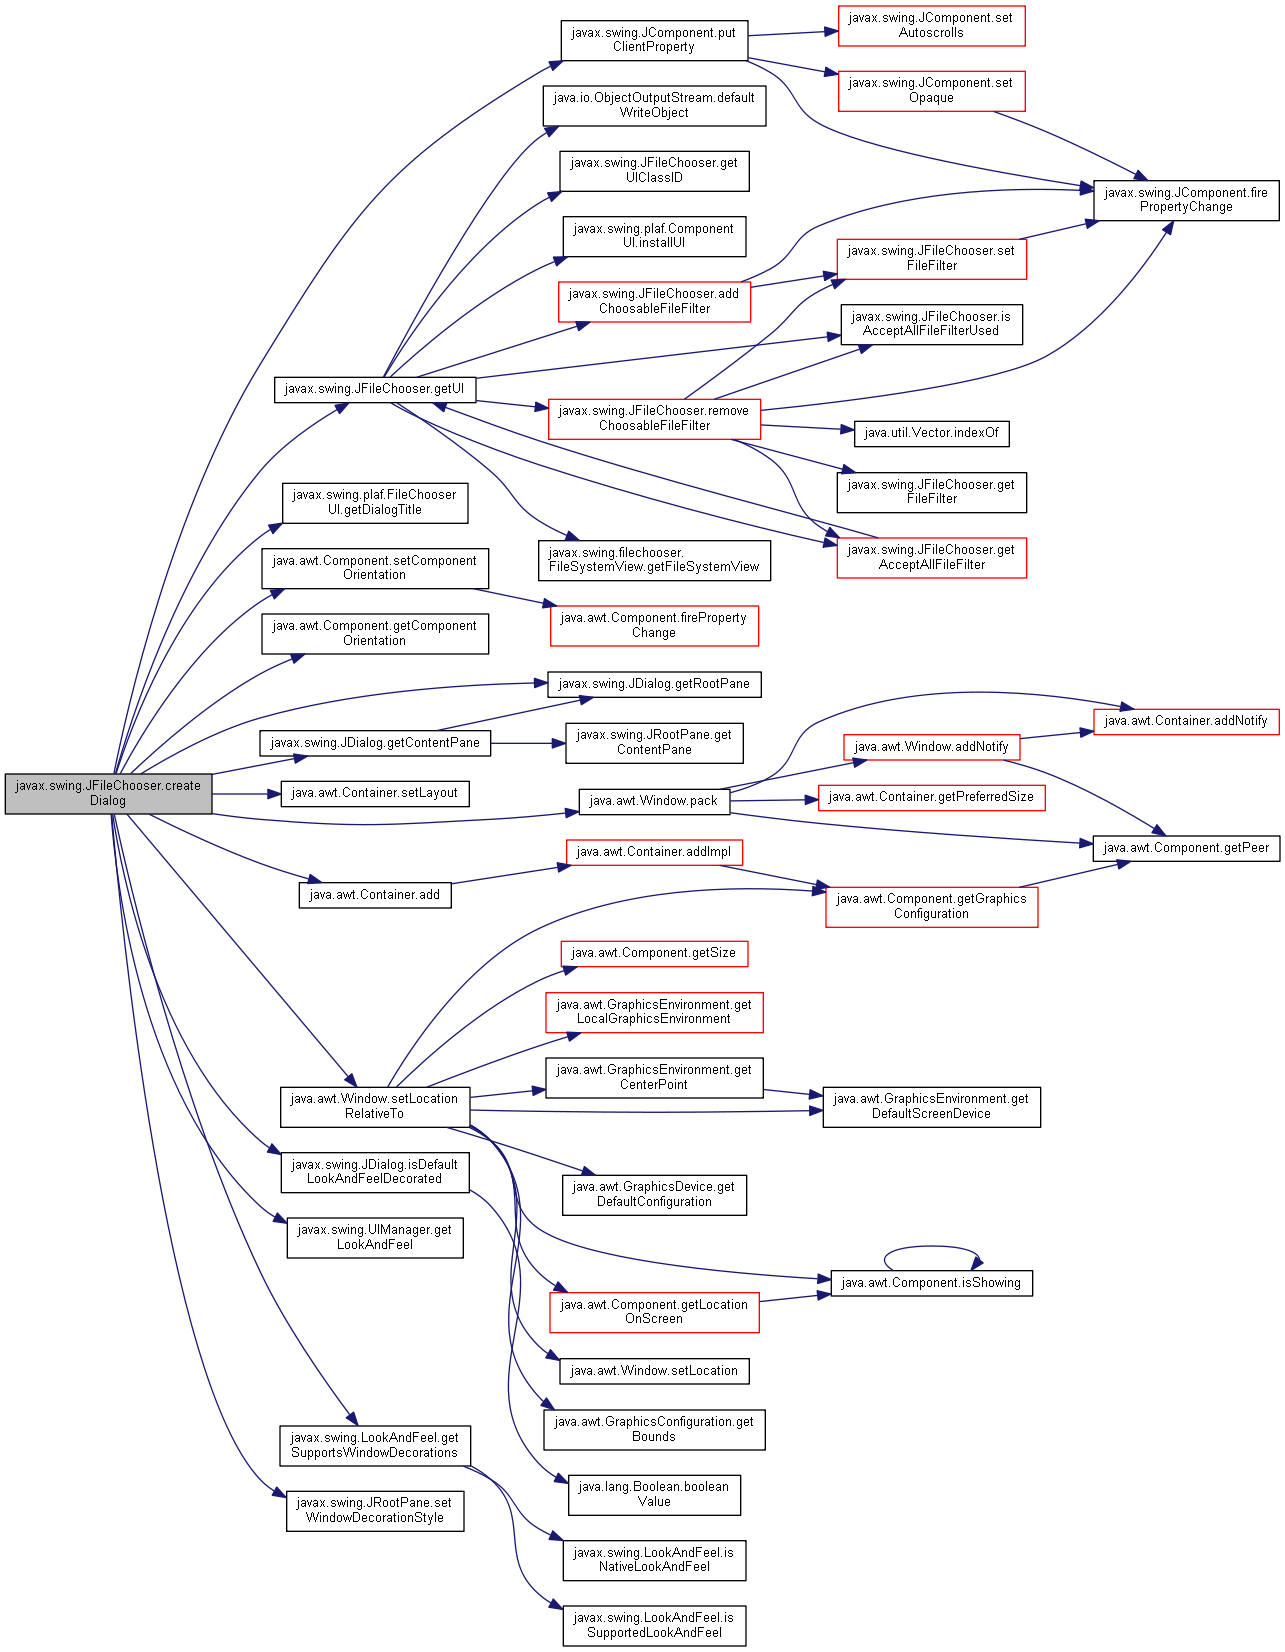 javax.swing.JFileChooser.create
Dialog
javax.swing.JComponent.put
ClientProperty
javax.swing.JFileChooser.getUI
javax.swing.plaf.FileChooser
UI.getDialogTitle
java.awt.Component.setComponent
Orientation
java.awt.Component.getComponent
Orientation
javax.swing.JDialog.getRootPane
javax.swing.JDialog.getContentPane
java.awt.Container.setLayout
java.awt.Window.pack
java.awt.Container.add
java.awt.Window.setLocation
RelativeTo
javax.swing.JDialog.isDefault
LookAndFeelDecorated
javax.swing.UIManager.get
LookAndFeel
javax.swing.LookAndFeel.get
SupportsWindowDecorations
javax.swing.JRootPane.set
WindowDecorationStyle
java.io.ObjectOutputStream.default
WriteObject
javax.swing.JFileChooser.get
UIClassID
javax.swing.plaf.Component
UI.installUI
javax.swing.JFileChooser.add
ChoosableFileFilter
javax.swing.JFileChooser.remove
ChoosableFileFilter
javax.swing.filechooser.
FileSystemView.getFileSystemView
java.awt.Component.fireProperty
Change
javax.swing.JRootPane.get
ContentPane
java.awt.Container.addImpl
java.awt.Component.getSize
java.awt.GraphicsEnvironment.get
LocalGraphicsEnvironment
java.awt.GraphicsEnvironment.get
CenterPoint
java.awt.GraphicsDevice.get
DefaultConfiguration
java.awt.Component.getLocation
OnScreen
java.awt.Window.setLocation
java.awt.GraphicsConfiguration.get
Bounds
java.lang.Boolean.boolean
Value
javax.swing.LookAndFeel.is
NativeLookAndFeel
javax.swing.LookAndFeel.is
SupportedLookAndFeel
javax.swing.JComponent.set
Autoscrolls
javax.swing.JComponent.set
Opaque
javax.swing.JFileChooser.set
FileFilter
javax.swing.JFileChooser.is
AcceptAllFileFilterUsed
java.util.Vector.indexOf
javax.swing.JFileChooser.get
FileFilter
javax.swing.JFileChooser.get
AcceptAllFileFilter
java.awt.Window.addNotify
java.awt.Container.getPreferredSize
java.awt.Component.getGraphics
Configuration
java.awt.GraphicsEnvironment.get
DefaultScreenDevice
java.awt.Component.isShowing
javax.swing.JComponent.fire
PropertyChange
java.awt.Container.addNotify
java.awt.Component.getPeer